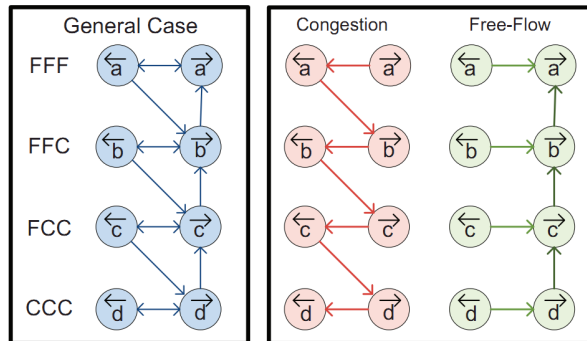 General Case Congestion Free-Flow
FFF a a a a a a
FFC b b b b b b
FCC c c c c c c
CCC d d d d d d